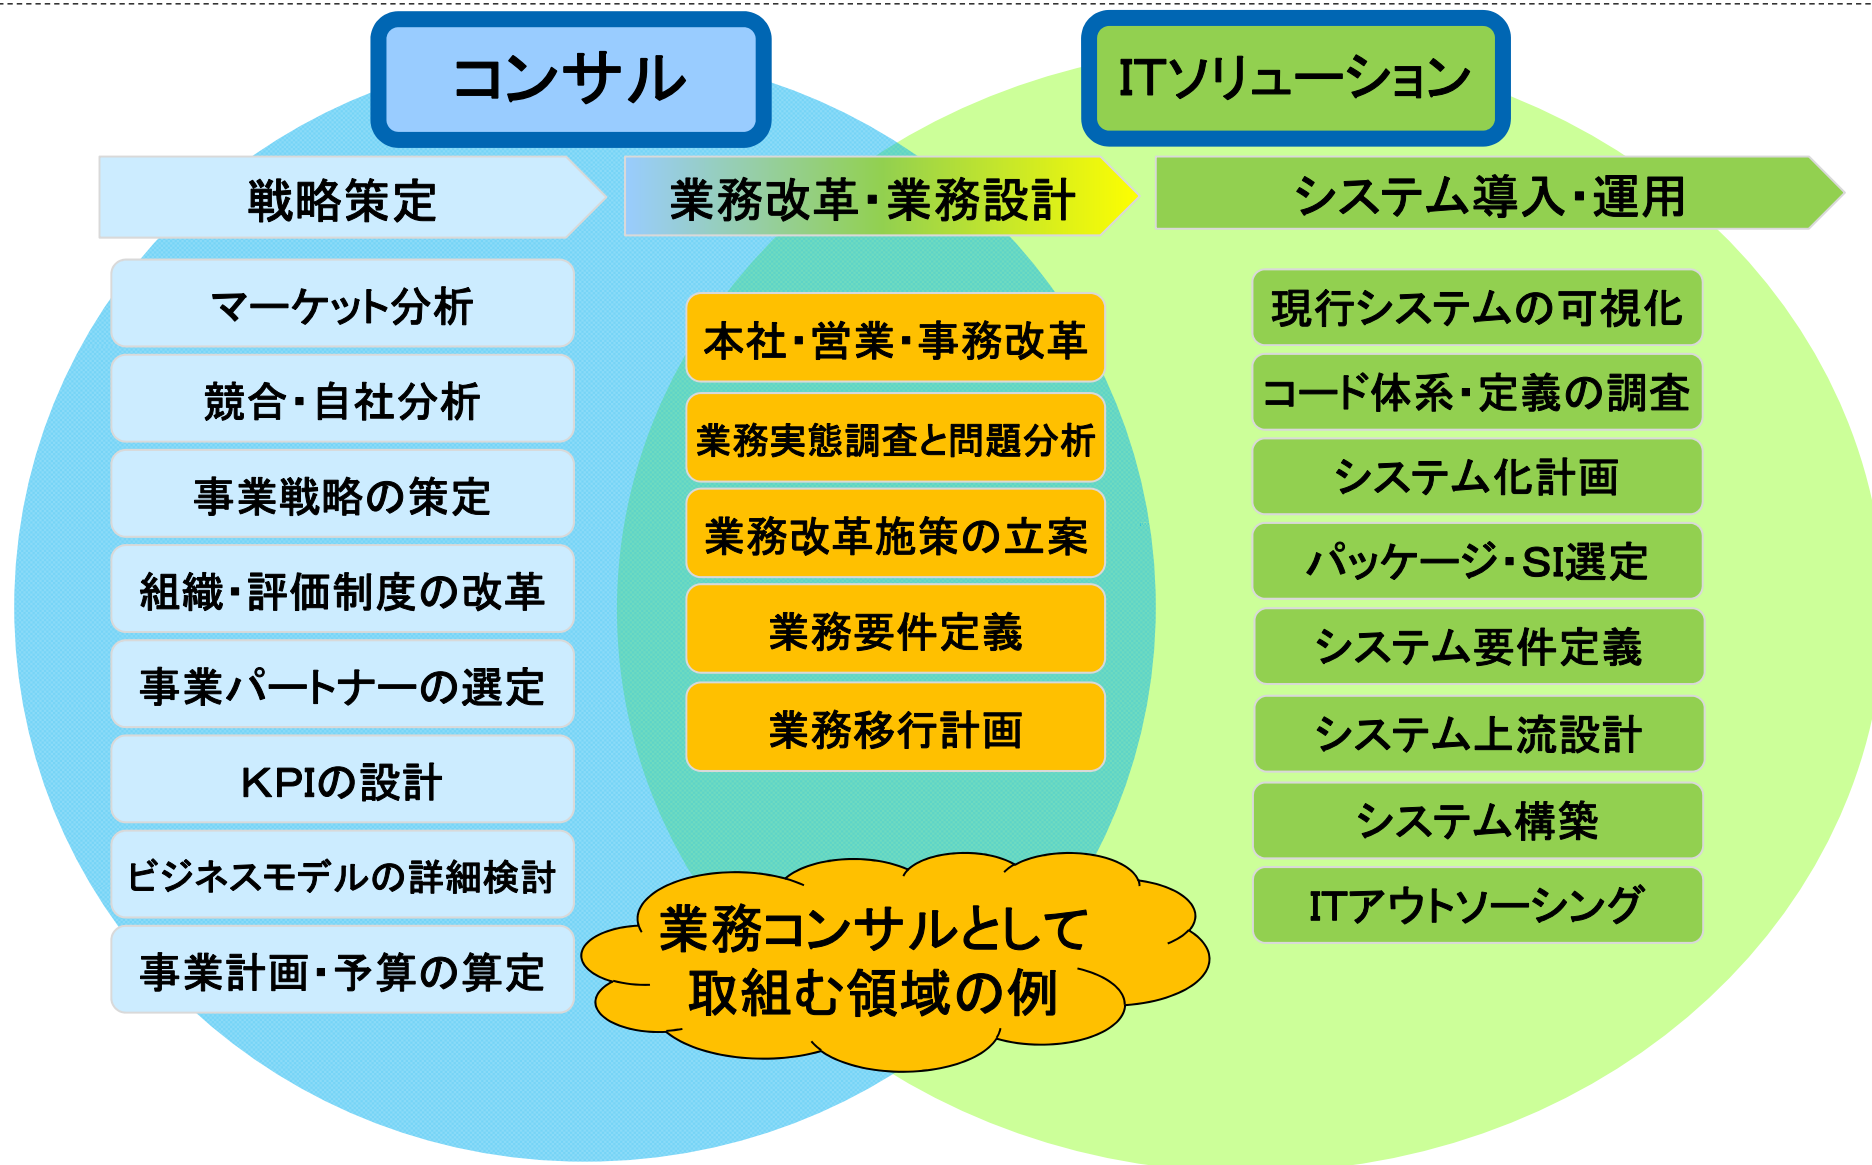 コンサル
ITソリューション
戦略策定
業務改革・業務設計
システム導入・運用
マーケット分析
競合・自社分析
事業戦略の策定
組織・評価制度の改革
事業パートナーの選定
KPIの設計
ビジネスモデルの詳細検討
事業計画・予算の算定
本社・営業・事務改革
業務実態調査と問題分析
業務改革施策の立案
業務要件定義
業務移行計画
業務コンサルとして
取組む領域の例
現行システムの可視化
コード体系・定義の調査
システム化計画
パッケージ・SI選定
システム要件定義
システム上流設計
システム構築
ITアウトソーシング